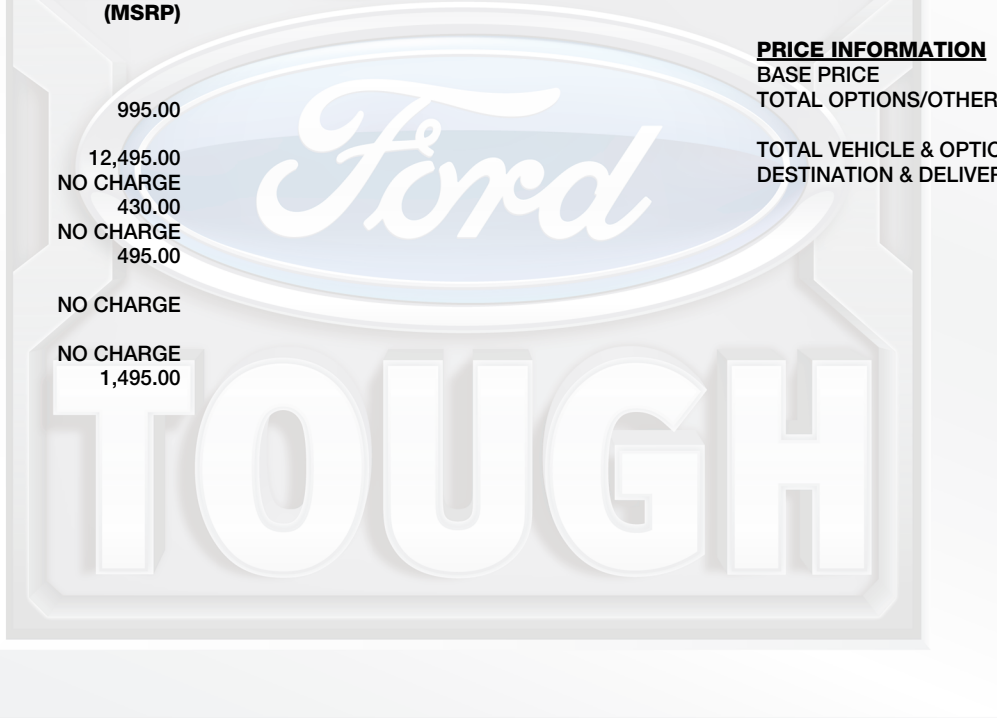 (MSRP)
995.00
12,495.00
NO CHARGE
430.00
NO CHARGE
495.00
NO CHARGE
NO CHARGE
1,495.00
PRICE INFORMATION
BASE PRICE
TOTAL OPTIONS/OTHER
TOTAL VEHICLE & OPTIO
DESTINATION & DELIVER
Ford
TOUGH